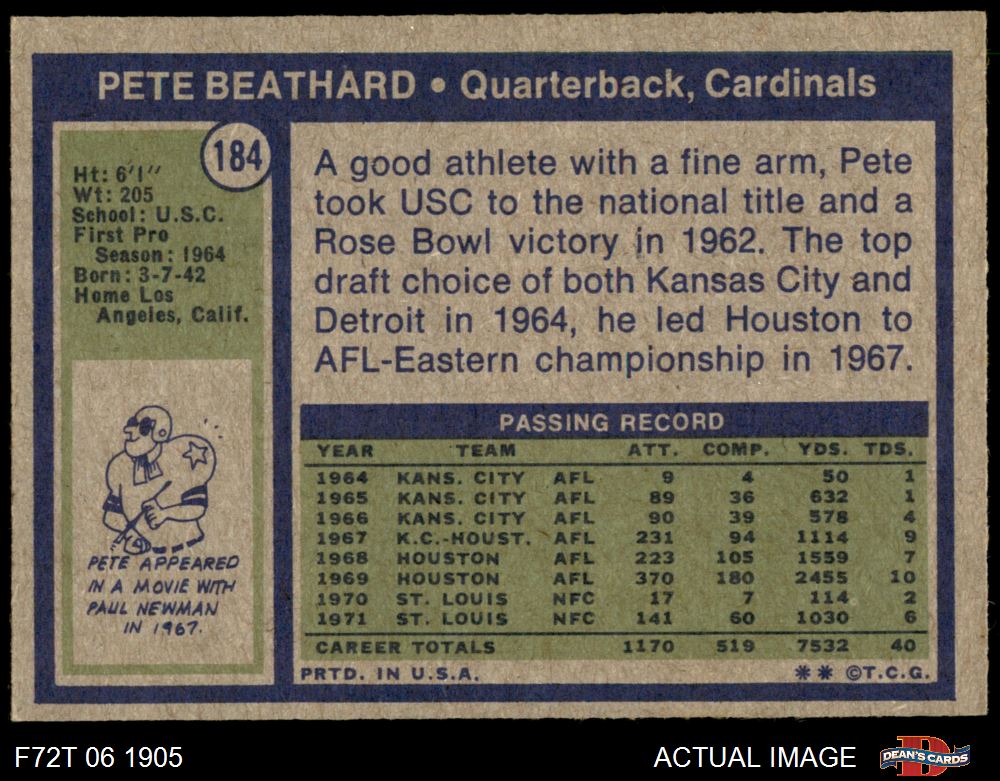 PETE BEATHARD • Quarterback, Cardinals
184
Ht: 6'1"
Wt: 205
School: U.S.C.
First Pro
Season: 1964
Born: 3-7-42
Home Los
Angeles, Calif.
PETE APPEARED
IN A MOVIE WITH
PAUL NEWMAN
IN 1967.
A good athlete with a fine arm, Pete
took USC to the national title and a
Rose Bowl victory in 1962. The top
draft choice of both Kansas City and
Detroit in 1964, he led Houston to
AFL-Eastern championship in 1967.
PASSING RECORD
YEAR TEAM ATT. COMP. YDS. TDS.
1964 KANS. CITY AFL 9 4 50 1
1965 KANS. CITY AFL 89 36 632 1
1966 KANS. CITY AFL 90 39 578 4
1967 K.C.-HOUST. AFL 231 94 1114 9
1968 HOUSTON AFL 223 105 1559 7
1969 HOUSTON AFL 370 180 2455 10
1970 ST. LOUIS NFC 17 7 114 2
1971 ST. LOUIS NFC 141 60 1030 6
CAREER TOTALS 1170 519 7532 40
PRTD. IN U.S.A. ** ©T.C.G.
F72T 06 1905 ACTUAL IMAGE D DEAN'S CARDS